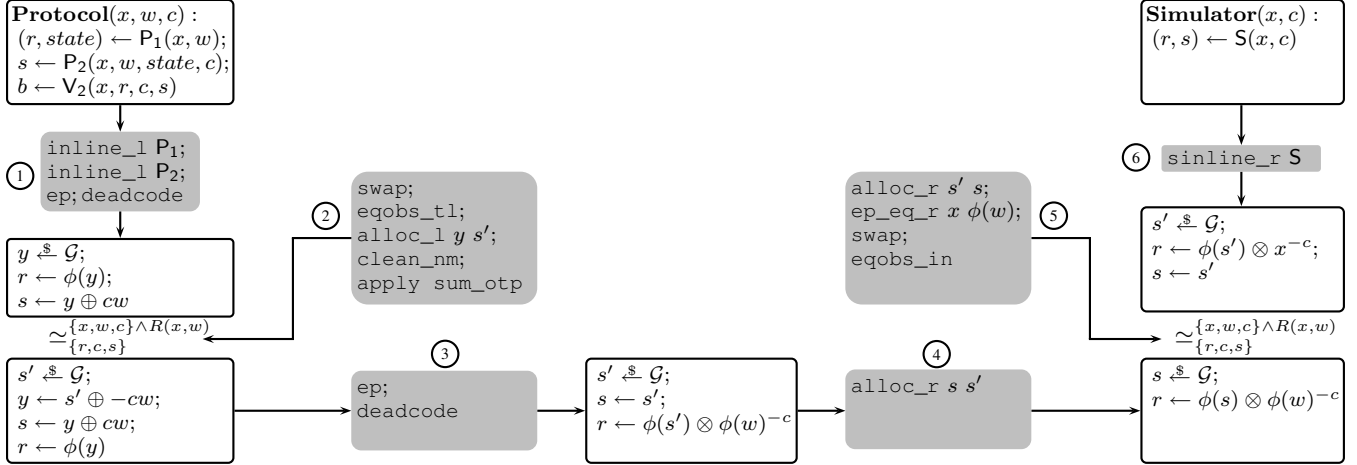 Protocol(x, w, c) :
(r, state) ← P₁(x, w);
s ← P₂(x, w, state, c);
b ← V₂(x, r, c, s)
1
inline_l P₁;
inline_l P₂;
ep; deadcode
y ←$ 𝒢;
r ← ϕ(y);
s ← y ⊕ cw
2
swap;
eqobs_tl;
alloc_l y s′;
clean_nm;
apply sum_otp
≃^{{x,w,c}∧R(x,w)}_{{r,c,s}}
s′ ←$ 𝒢;
y ← s′ ⊕ −cw;
s ← y ⊕ cw;
r ← ϕ(y)
3
ep;
deadcode
s′ ←$ 𝒢;
s ← s′;
r ← ϕ(s′) ⊗ ϕ(w)^{−c}
4
alloc_r s s′
s ←$ 𝒢;
r ← ϕ(s) ⊗ ϕ(w)^{−c}
≃^{{x,w,c}∧R(x,w)}_{{r,c,s}}
5
alloc_r s′ s;
ep_eq_r x ϕ(w);
swap;
eqobs_in
Simulator(x, c) :
(r, s) ← S(x, c)
6
sinline_r S
s′ ←$ 𝒢;
r ← ϕ(s′) ⊗ x^{−c};
s ← s′